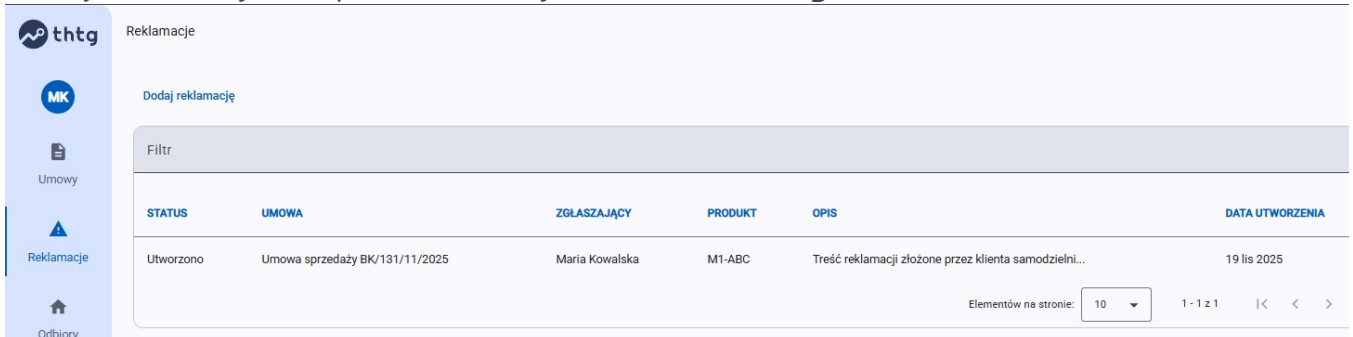 thtg
Reklamacje
MK
Dodaj reklamację
Filtr
Umowy
STATUS UMOWA ZGŁASZAJĄCY PRODUKT OPIS DATA UTWORZENIA
Reklamacje
Utworzono Umowa sprzedaży BK/131/11/2025 Maria Kowalska M1-ABC Treść reklamacji złożone przez klienta samodzielni... 19 lis 2025
Elementów na stronie: 10 1 - 1 z 1
Odbiory